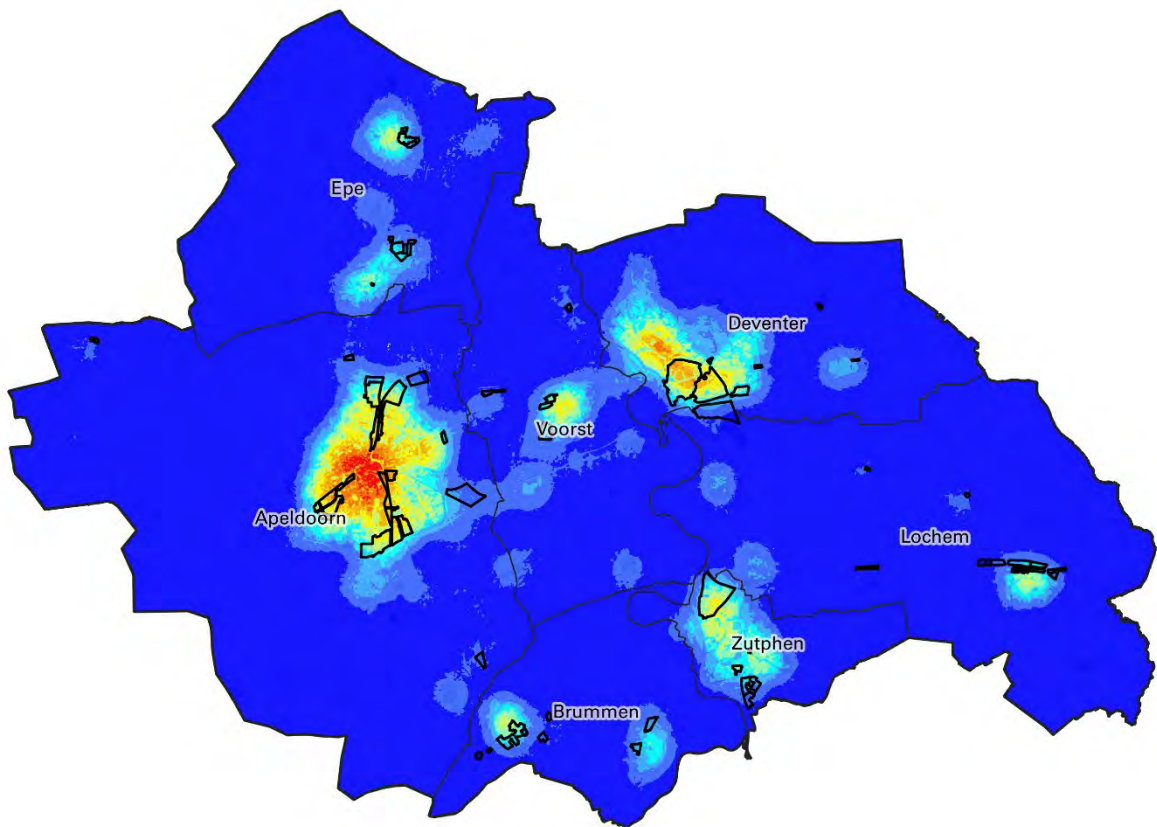 Epe
Deventer
Voorst
Apeldoorn
Lochem
Zutphen
Brummen